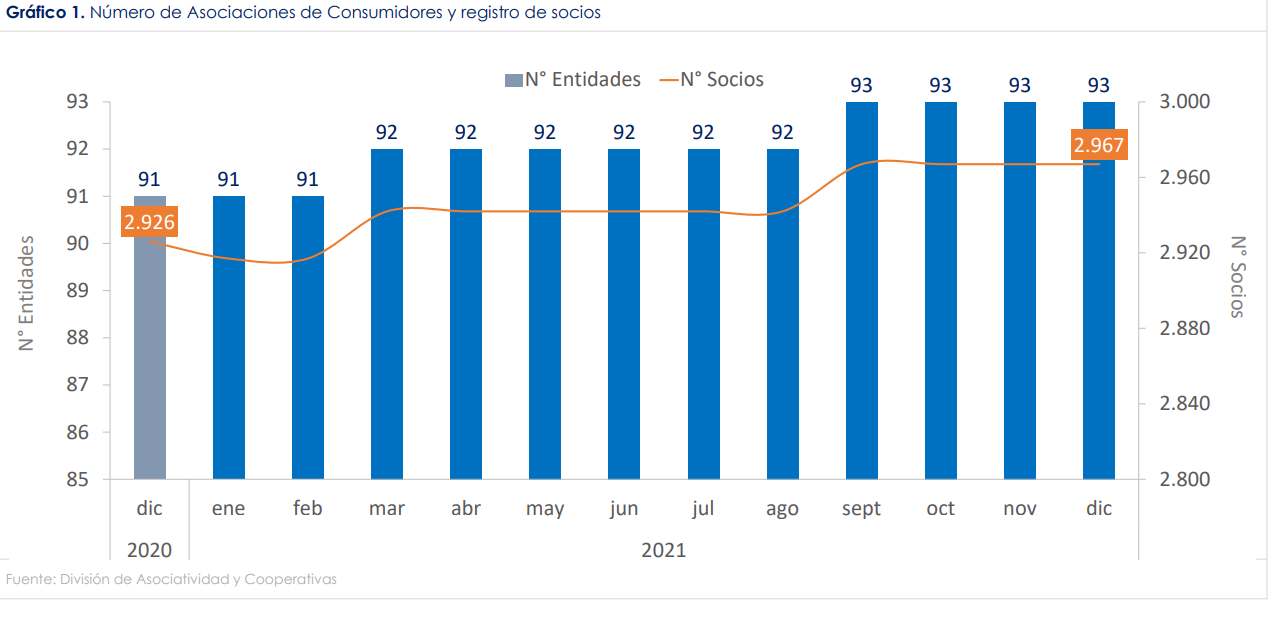 Gráfico 1. Número de Asociaciones de Consumidores y registro de socios
N° Entidades N° Socios
93 93 93 93
92 92 92 92 92 92
91 91 91
2.926
2.967
93
92
91
90
89
88
87
86
85
N° Entidades
3.000
2.960
2.920
2.880
2.840
2.800
N° Socios
dic ene feb mar abr may jun jul ago sept oct nov dic
2020 2021
Fuente: División de Asociatividad y Cooperativas